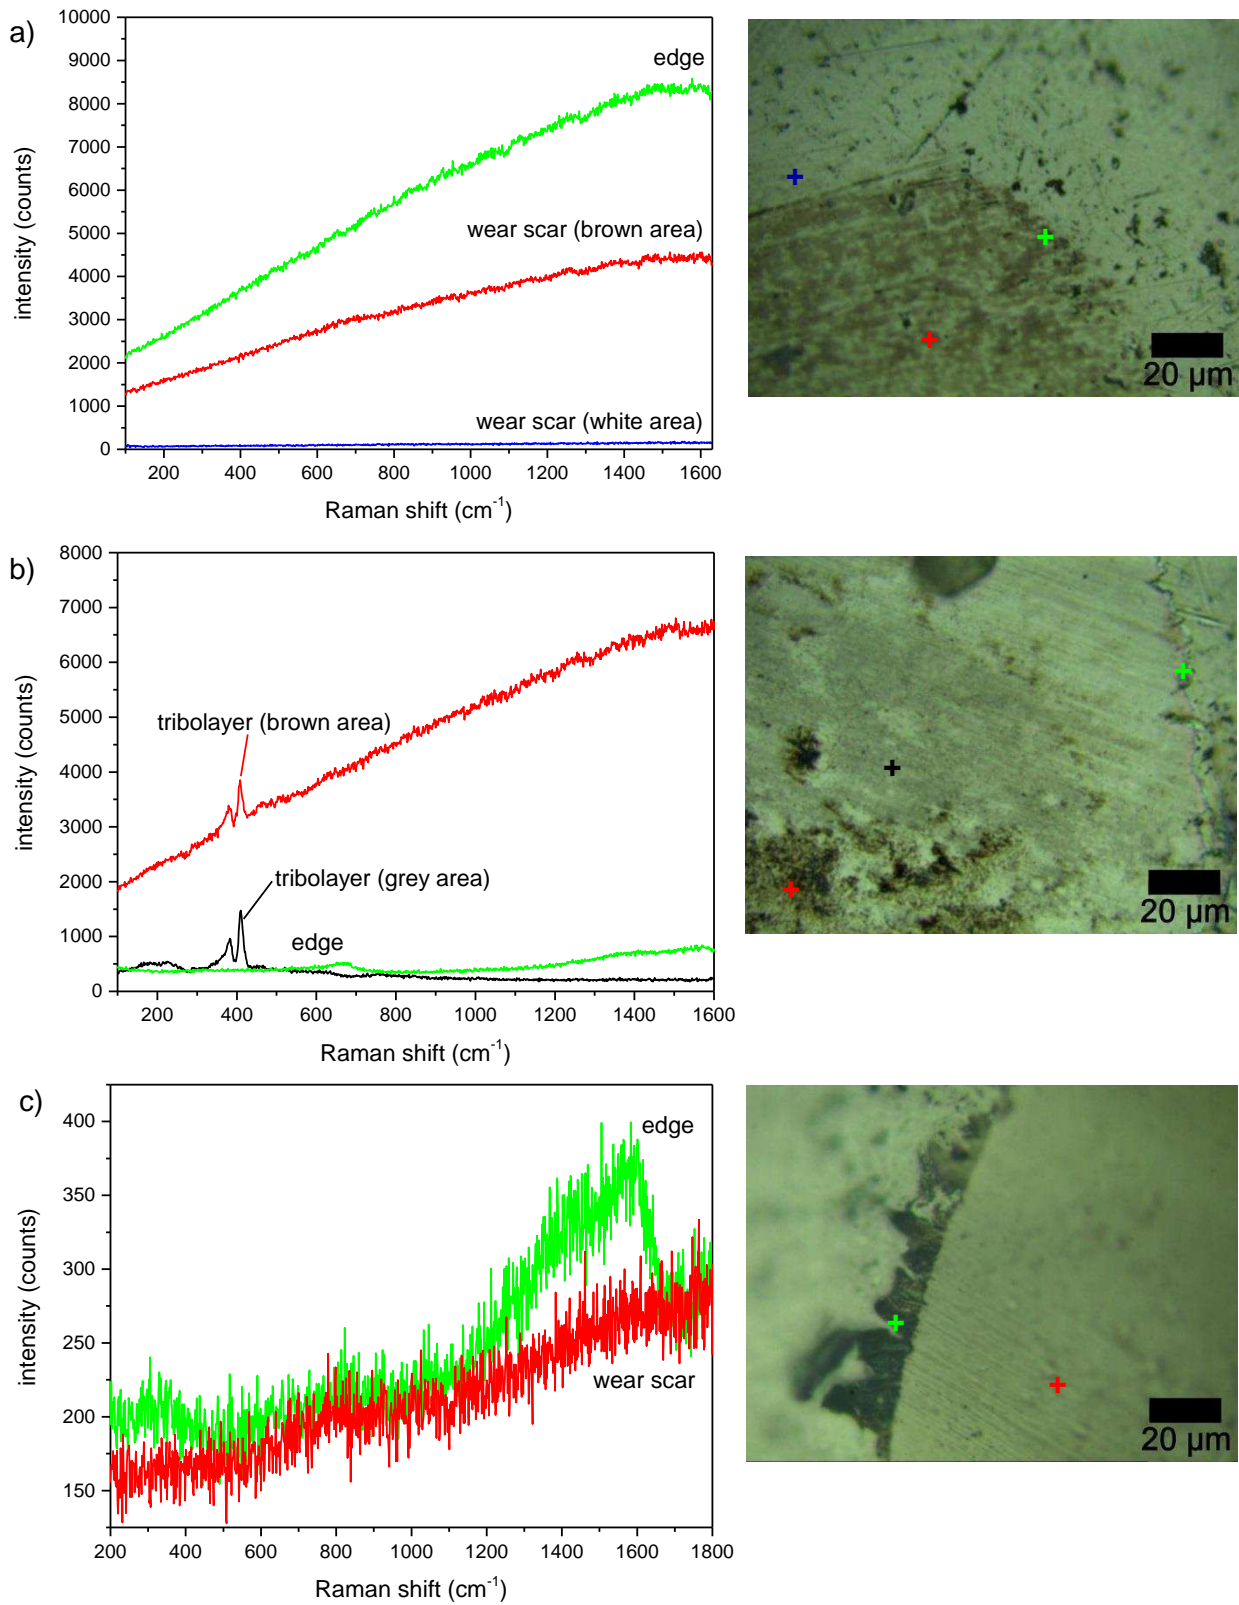 a)
10000
9000
8000
7000
6000
5000
4000
3000
2000
1000
0
intensity (counts)
edge
wear scar (brown area)
wear scar (white area)
200 400 600 800 1000 1200 1400 1600
Raman shift (cm⁻¹)
20 µm
b)
8000
7000
6000
5000
4000
3000
2000
1000
0
intensity (counts)
tribolayer (brown area)
tribolayer (grey area)
edge
200 400 600 800 1000 1200 1400 1600
Raman shift (cm⁻¹)
20 µm
c)
400
350
300
250
200
150
intensity (counts)
edge
wear scar
200 400 600 800 1000 1200 1400 1600 1800
Raman shift (cm⁻¹)
20 µm